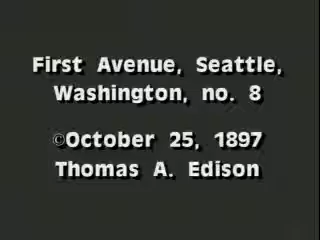 First Avenue, Seattle,
Washington, no. 8
©October 25, 1897
Thomas A. Edison